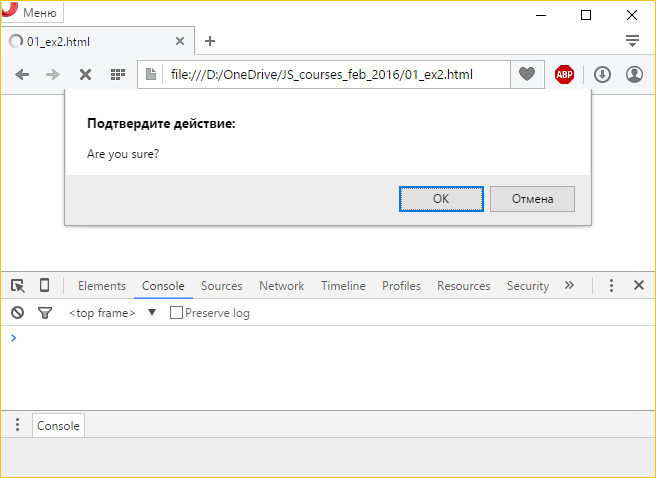 Меню
01_ex2.html
file:///D:/OneDrive/JS_courses_feb_2016/01_ex2.html
ABP
Подтвердите действие:
Are you sure?
OK Отмена
Elements Console Sources Network Timeline Profiles Resources Security
<top frame> Preserve log
Console